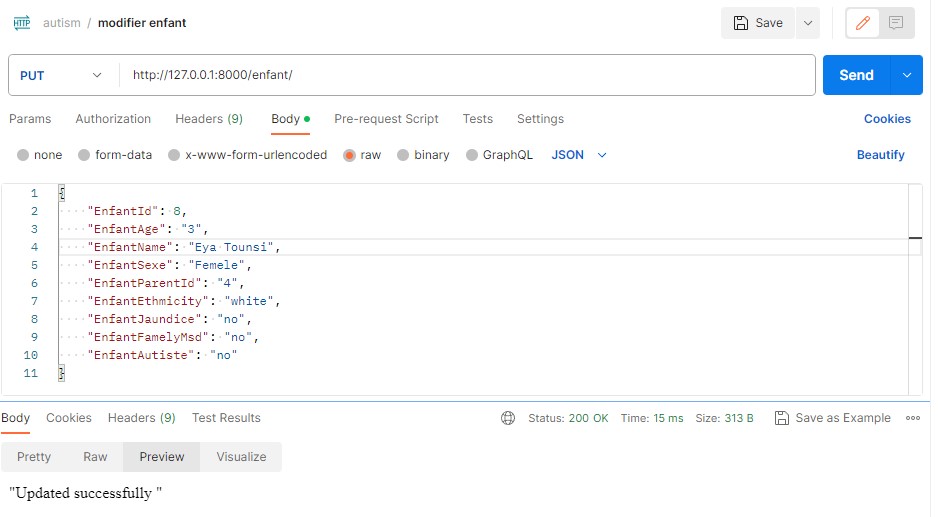 HTTP autism / modifier enfant Save
PUT http://127.0.0.1:8000/enfant/ Send
Params Authorization Headers (9) Body Pre-request Script Tests Settings Cookies
none form-data x-www-form-urlencoded raw binary GraphQL JSON Beautify
1 {
2 "EnfantId": 8,
3 "EnfantAge": "3",
4 "EnfantName": "Eya Tounsi",
5 "EnfantSexe": "Femele",
6 "EnfantParentId": "4",
7 "EnfantEthmicity": "white",
8 "EnfantJaundice": "no",
9 "EnfantFamelyMsd": "no",
10 "EnfantAutiste": "no"
11 }
Body Cookies Headers (9) Test Results Status: 200 OK Time: 15 ms Size: 313 B Save as Example
Pretty Raw Preview Visualize
"Updated successfully "